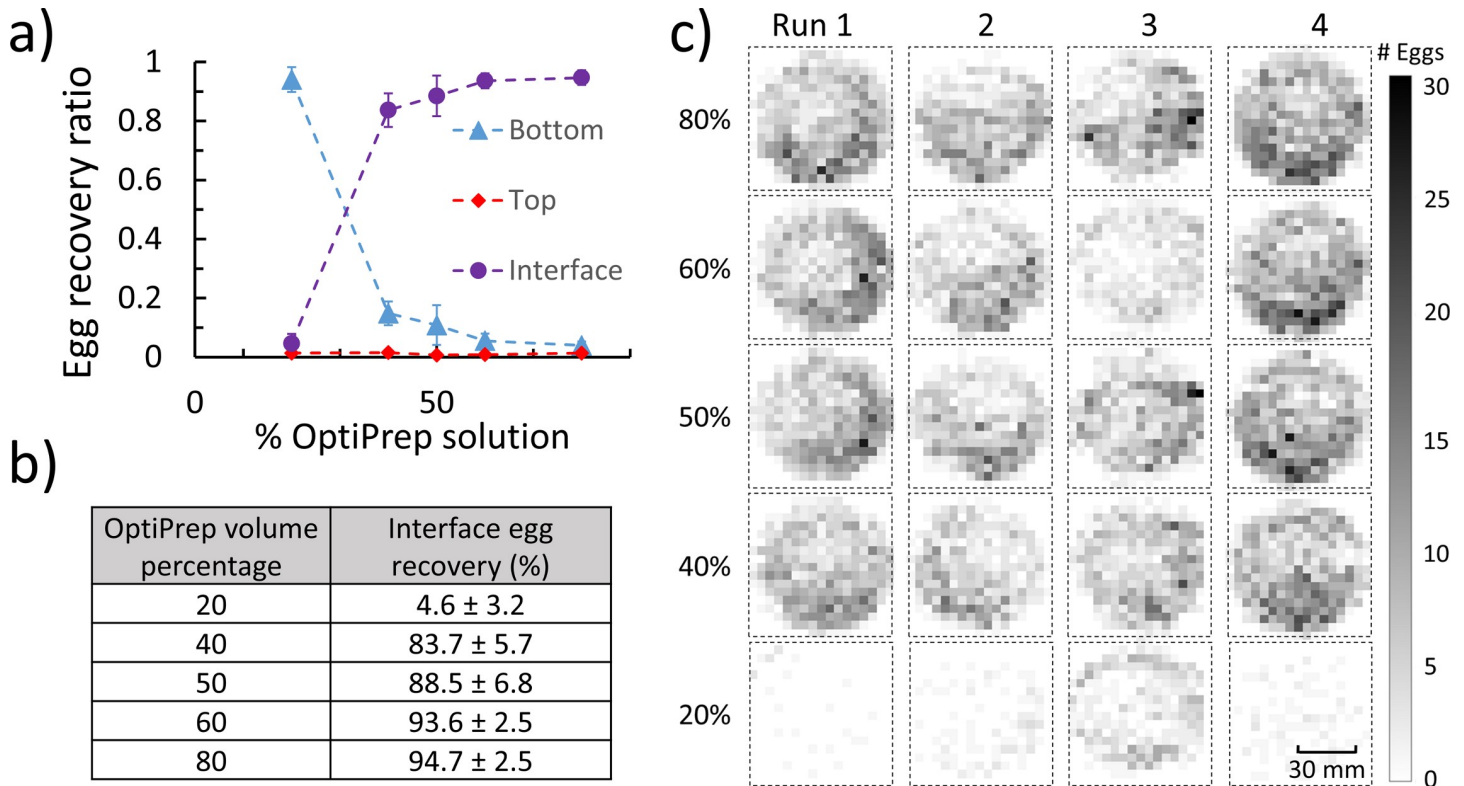 a)
Egg recovery ratio
1
0.8
0.6
0.4
0.2
0
0
50
% OptiPrep solution
Bottom
Top
Interface
b)
OptiPrep volume percentage
Interface egg recovery (%)
20
4.6 ± 3.2
40
83.7 ± 5.7
50
88.5 ± 6.8
60
93.6 ± 2.5
80
94.7 ± 2.5
c)
Run 1
2
3
4
80%
60%
50%
40%
20%
# Eggs
30
25
20
15
10
5
0
30 mm